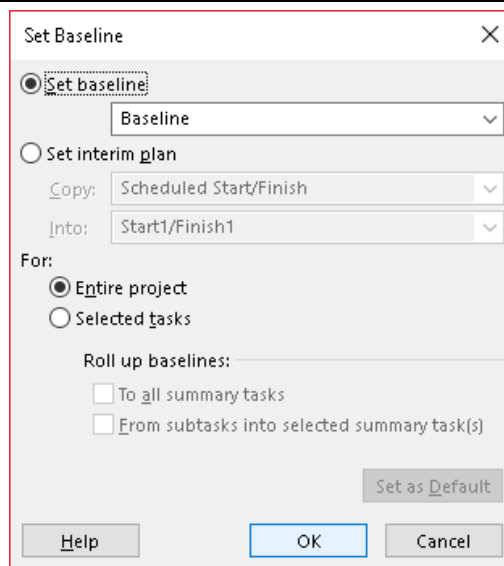 Set Baseline
Set baseline
Baseline
Set interim plan
Copy: Scheduled Start/Finish
Into: Start1/Finish1
For:
Entire project
Selected tasks
Roll up baselines:
To all summary tasks
From subtasks into selected summary task(s)
Set as Default
Help OK Cancel